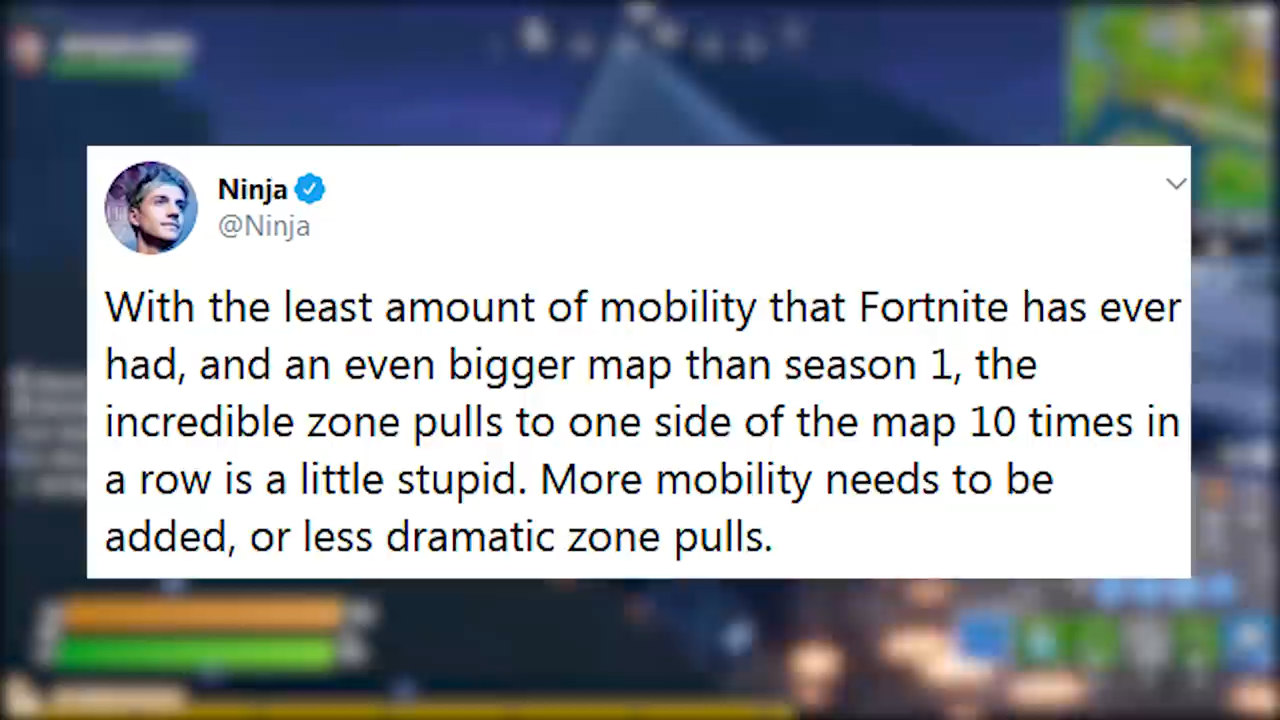 Ninja
@Ninja
With the least amount of mobility that Fortnite has ever
had, and an even bigger map than season 1, the
incredible zone pulls to one side of the map 10 times in
a row is a little stupid. More mobility needs to be
added, or less dramatic zone pulls.